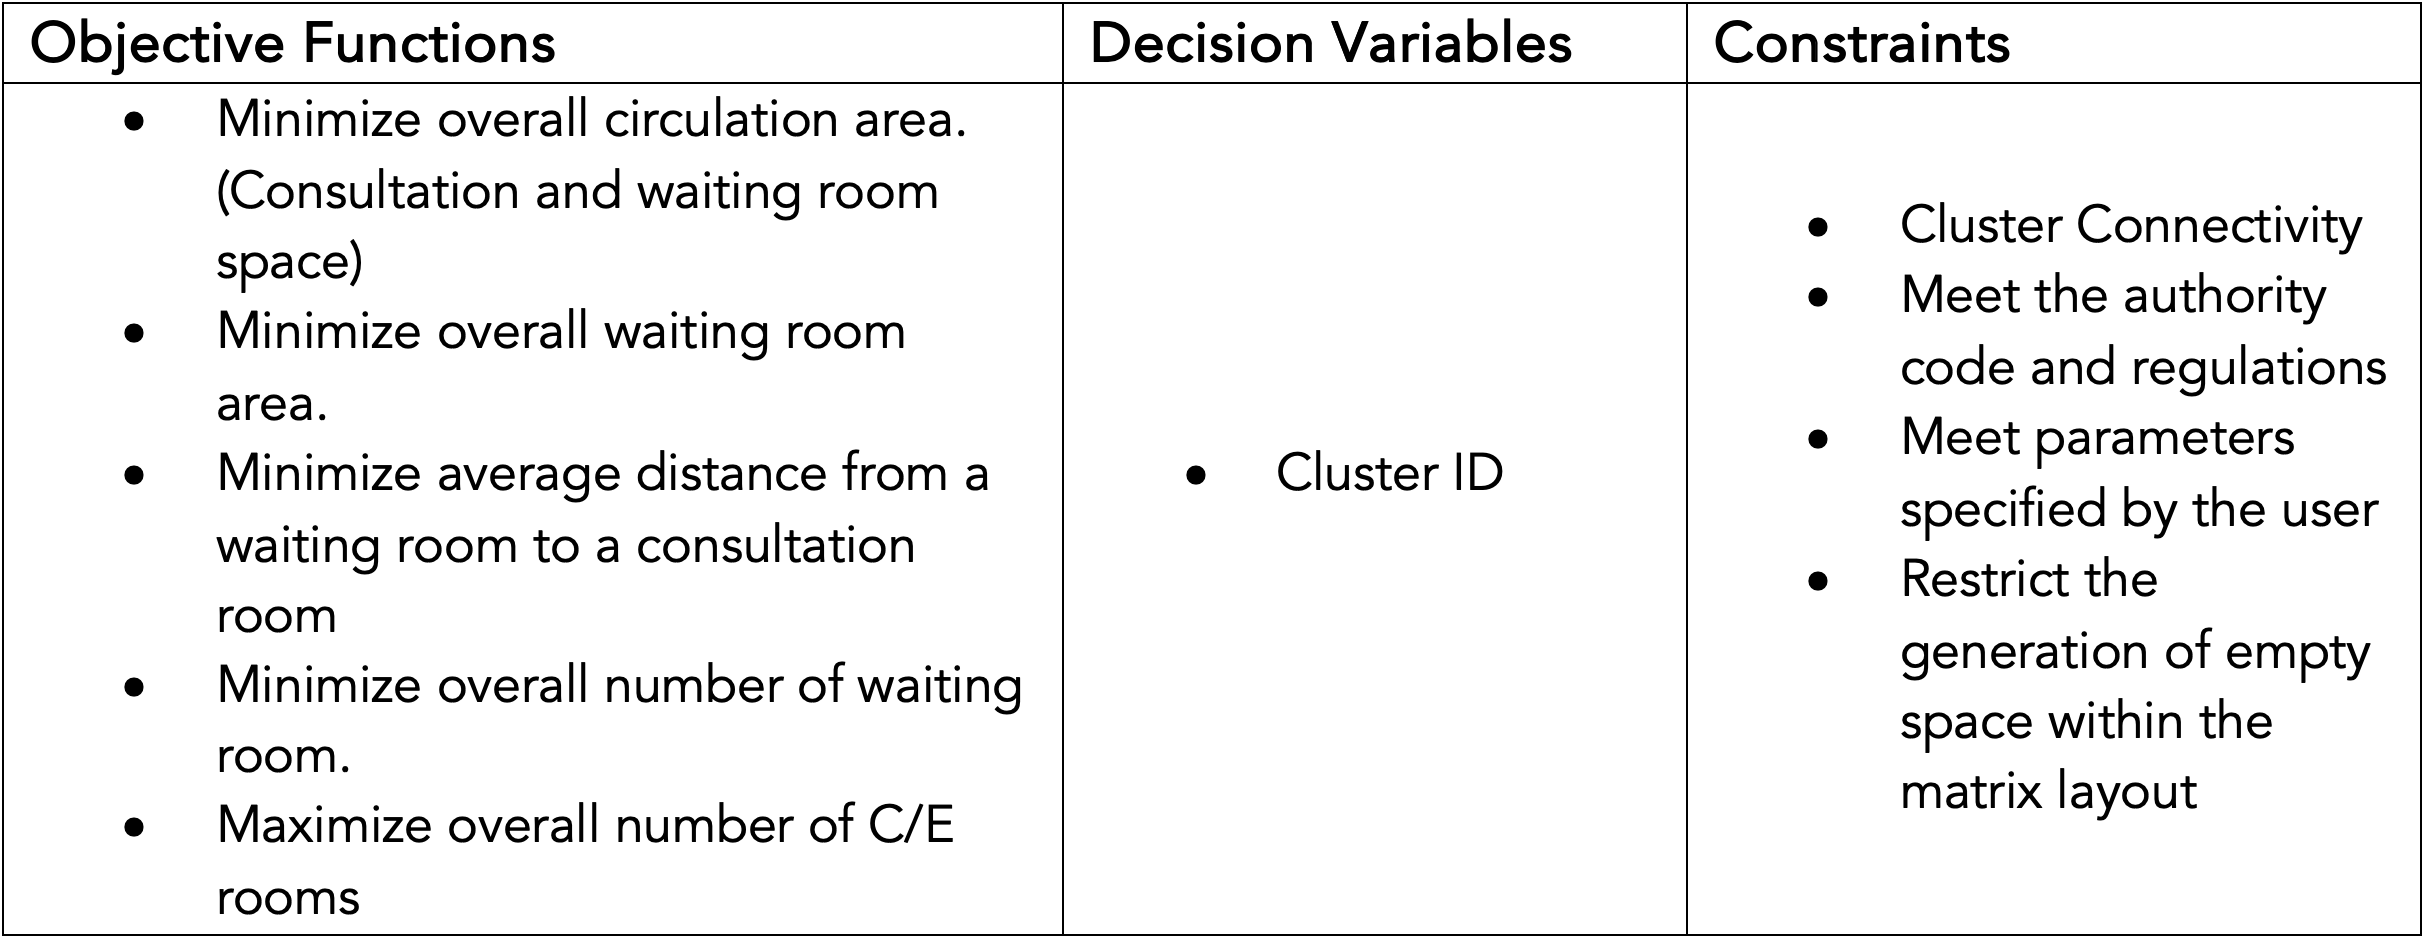 Objective Functions
Decision Variables
Constraints
• Minimize overall circulation area.
(Consultation and waiting room
space)
• Minimize overall waiting room
area.
• Minimize average distance from a
waiting room to a consultation
room
• Minimize overall number of waiting
room.
• Maximize overall number of C/E
rooms
• Cluster ID
• Cluster Connectivity
• Meet the authority
code and regulations
• Meet parameters
specified by the user
• Restrict the
generation of empty
space within the
matrix layout